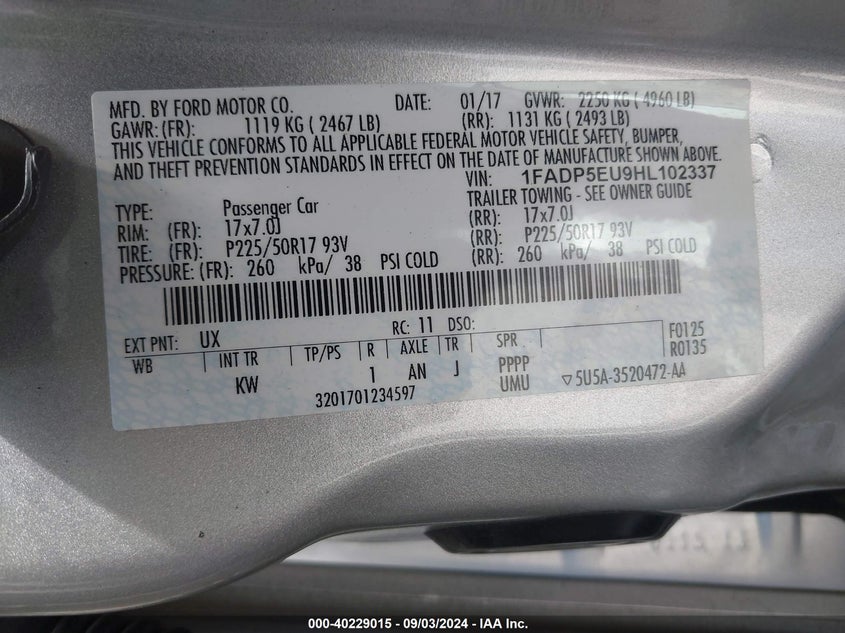 MFD. BY FORD MOTOR CO. DATE: 01/17 GVWR: 2250 KG ( 4960 LB)
GAWR: (FR): 1119 KG ( 2467 LB) (RR): 1131 KG ( 2493 LB)
THIS VEHICLE CONFORMS TO ALL APPLICABLE FEDERAL MOTOR VEHICLE SAFETY, BUMPER,
AND THEFT PREVENTION STANDARDS IN EFFECT ON THE DATE OF MANUFACTURE SHOWN ABOVE.
VIN: 1FADP5EU9HL102337
TRAILER TOWING - SEE OWNER GUIDE
TYPE: Passenger Car
RIM: (FR): 17x7.0J (RR): 17x7.0J
TIRE: (FR): P225/50R17 93V (RR): P225/50R17 93V
PRESSURE: (FR): 260 kPa/ 38 PSI COLD (RR): 260 kPa/ 38 PSI COLD
EXT PNT: UX RC: 11 DSO: F0125
WB INT TR TP/PS R AXLE TR SPR R0135
KW 1 AN J PPPP
UMU
3201701234597 ▽5U5A-3520472-AA
000-40229015 - 09/03/2024 - IAA Inc.